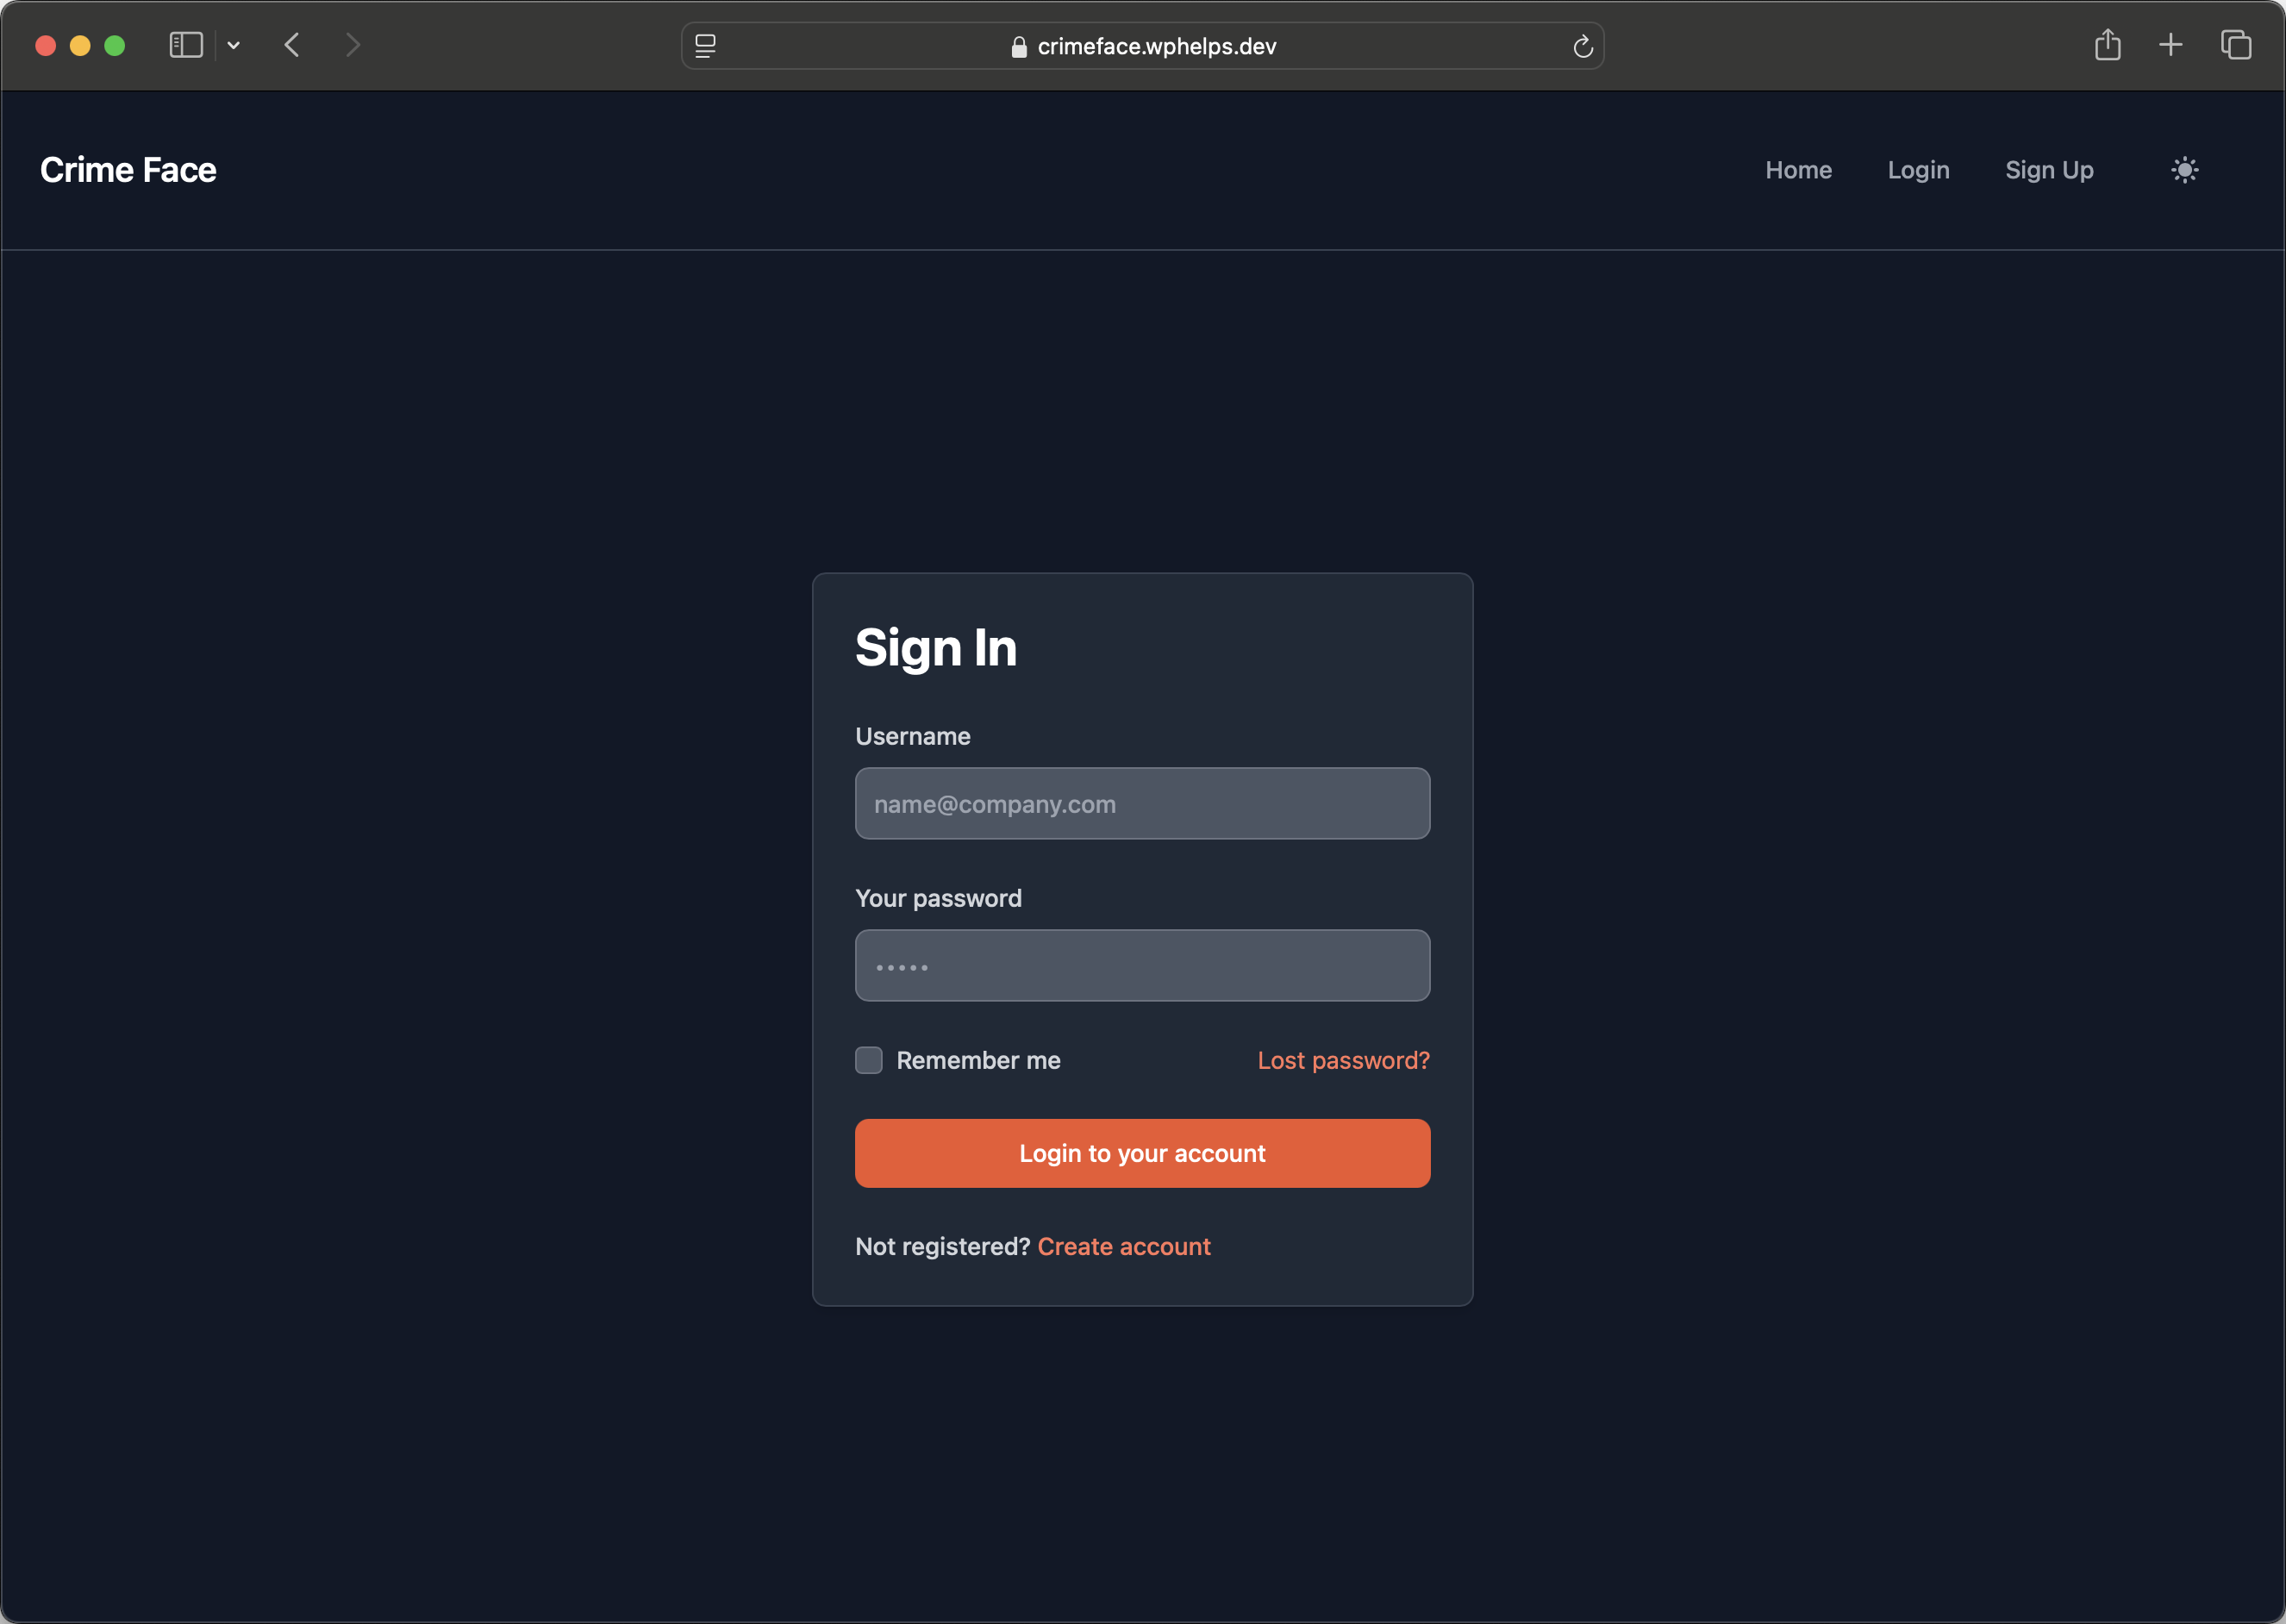 crimeface.wphelps.dev
Crime Face
Home Login Sign Up
Sign In
Username
name@company.com
Your password
•••••
Remember me Lost password?
Login to your account
Not registered? Create account